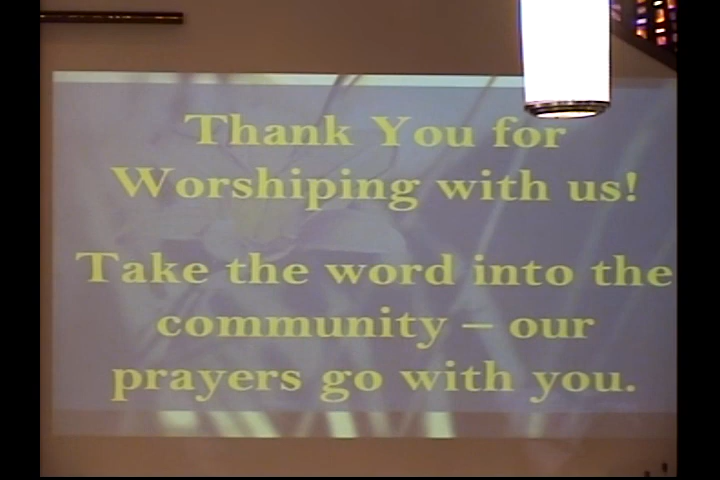 Thank You for
Worshiping with us!
Take the word into the
community – our
prayers go with you.